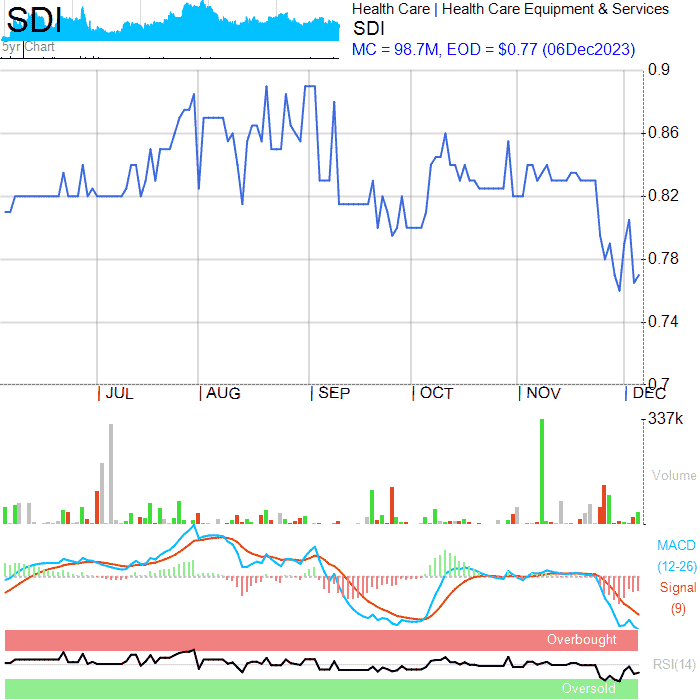 SDI
5yr Chart
Health Care | Health Care Equipment & Services
SDI
MC = 98.7M, EOD = $0.77 (06Dec2023)
0.9
0.86
0.82
0.78
0.74
0.7
JUL
AUG
SEP
OCT
NOV
DEC
337k
Volume
MACD
(12-26)
Signal
(9)
Overbought
RSI(14)
Oversold